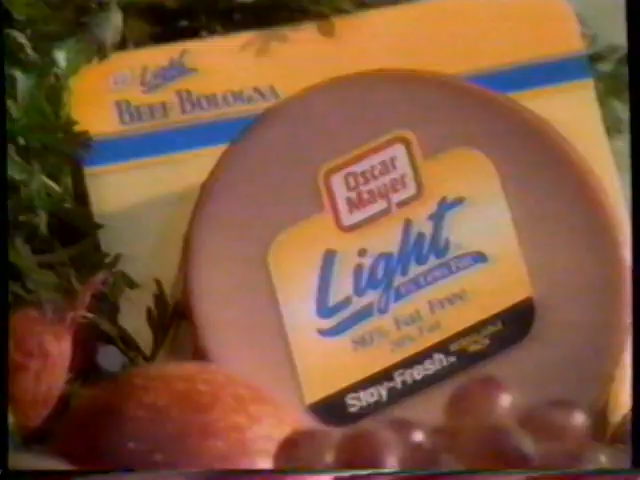 Light
BEEF BOLOGNA
Oscar
Mayer
Light
80% Fat Free
Stay-Fresh